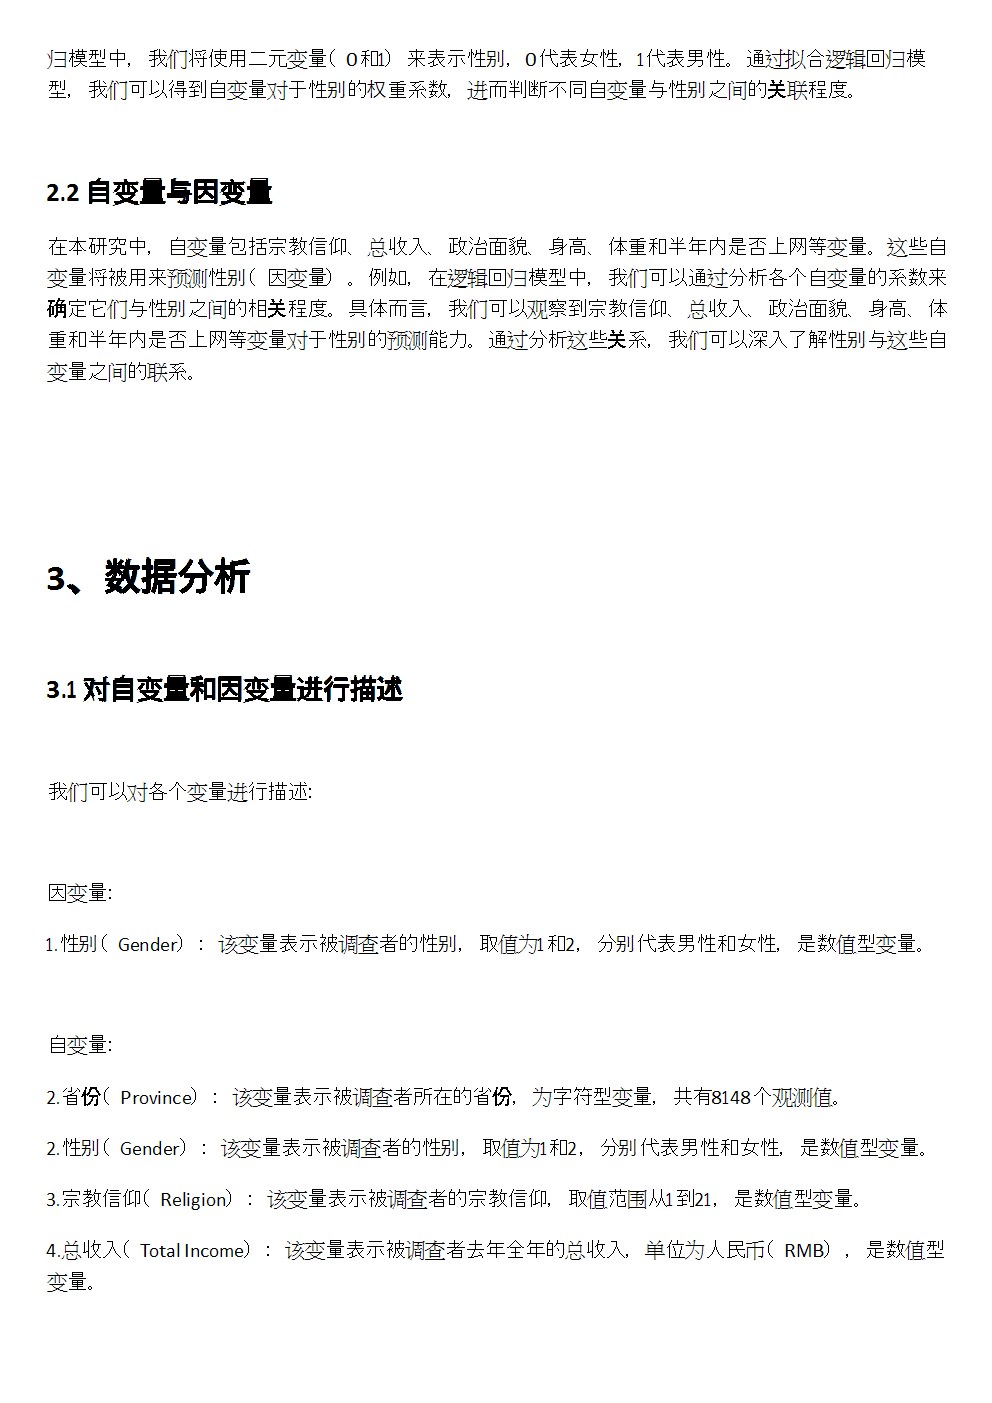 归模型中，我们将使用二元变量（0和1）来表示性别，0代表女性，1代表男性。通过拟合逻辑回归模
型，我们可以得到自变量对于性别的权重系数，进而判断不同自变量与性别之间的关联程度。
2.2 自变量与因变量
在本研究中，自变量包括宗教信仰、总收入、政治面貌、身高、体重和半年内是否上网等变量。这些自
变量将被用来预测性别（因变量）。例如，在逻辑回归模型中，我们可以通过分析各个自变量的系数来
确定它们与性别之间的相关程度。具体而言，我们可以观察到宗教信仰、总收入、政治面貌、身高、体
重和半年内是否上网等变量对于性别的预测能力。通过分析这些关系，我们可以深入了解性别与这些自
变量之间的联系。
3、数据分析
3.1 对自变量和因变量进行描述
我们可以对各个变量进行描述:
因变量:
1.性别（Gender）：该变量表示被调查者的性别，取值为1和2，分别代表男性和女性，是数值型变量。
自变量:
2.省份（Province）：该变量表示被调查者所在的省份，为字符型变量，共有8148个观测值。
2.性别（Gender）：该变量表示被调查者的性别，取值为1和2，分别代表男性和女性，是数值型变量。
3.宗教信仰（Religion）：该变量表示被调查者的宗教信仰，取值范围从1到21，是数值型变量。
4.总收入（Total Income）：该变量表示被调查者去年全年的总收入，单位为人民币（RMB），是数值型
变量。